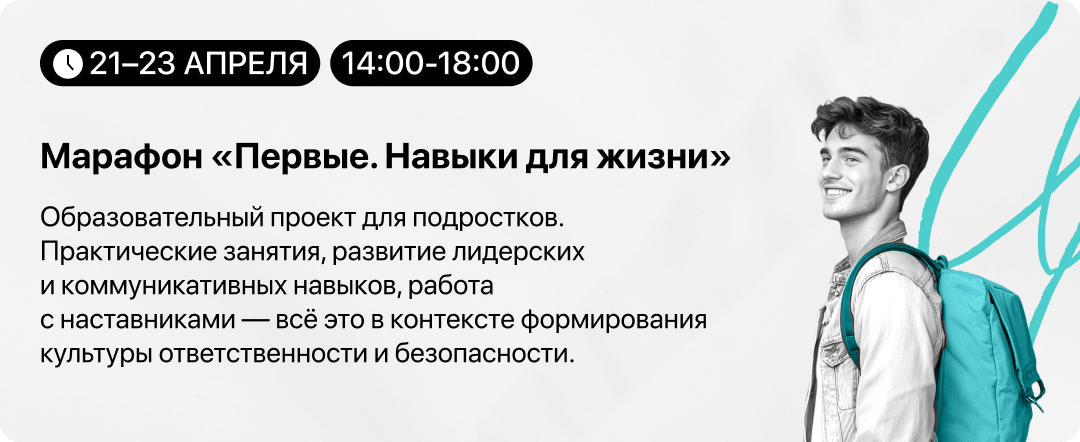 21–23 АПРЕЛЯ 14:00-18:00
Марафон «Первые. Навыки для жизни»
Образовательный проект для подростков.
Практические занятия, развитие лидерских
и коммуникативных навыков, работа
с наставниками — всё это в контексте формирования
культуры ответственности и безопасности.